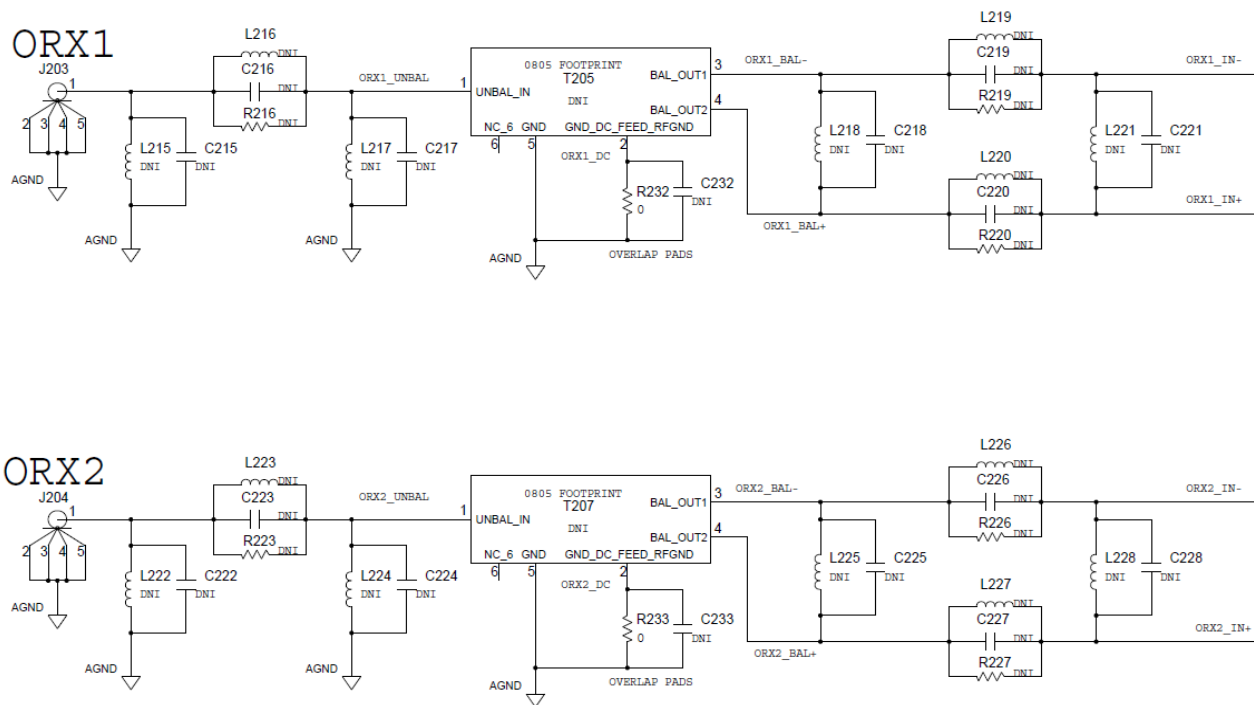 ORX1
J203
1
2 3 4 5
AGND
L215
DNI
C215
DNI
AGND
L216
DNI
C216
DNI
R216
DNI
ORX1_UNBAL
L217
DNI
C217
DNI
AGND
1
0805 FOOTPRINT
T205
DNI
UNBAL_IN
BAL_OUT1
BAL_OUT2
NC_6 GND GND_DC_FEED_RFGND
6 5 2
3
4
ORX1_DC
R232
0
C232
DNI
AGND
OVERLAP PADS
ORX1_BAL-
ORX1_BAL+
L218
DNI
C218
DNI
L219
DNI
C219
DNI
R219
DNI
L220
DNI
C220
DNI
R220
DNI
L221
DNI
C221
DNI
ORX1_IN-
ORX1_IN+
ORX2
J204
1
2 3 4 5
AGND
L222
DNI
C222
DNI
AGND
L223
DNI
C223
DNI
R223
DNI
ORX2_UNBAL
L224
DNI
C224
DNI
AGND
1
0805 FOOTPRINT
T207
DNI
UNBAL_IN
BAL_OUT1
BAL_OUT2
NC_6 GND GND_DC_FEED_RFGND
6 5 2
3
4
ORX2_DC
R233
0
C233
DNI
AGND
OVERLAP PADS
ORX2_BAL-
ORX2_BAL+
L225
DNI
C225
DNI
L226
DNI
C226
DNI
R226
DNI
L227
DNI
C227
DNI
R227
DNI
L228
DNI
C228
DNI
ORX2_IN-
ORX2_IN+